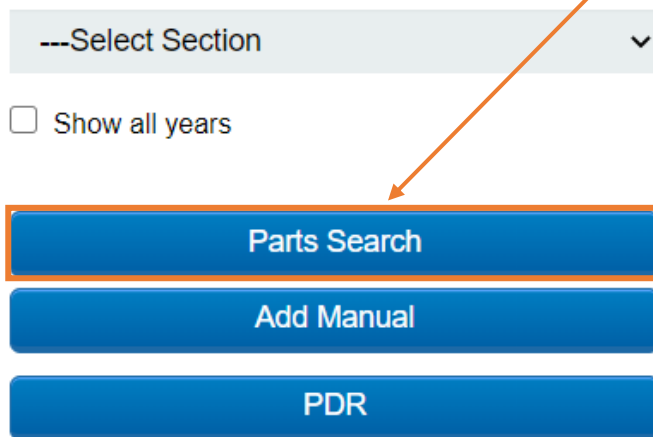 ---Select Section
Show all years
Parts Search
Add Manual
PDR